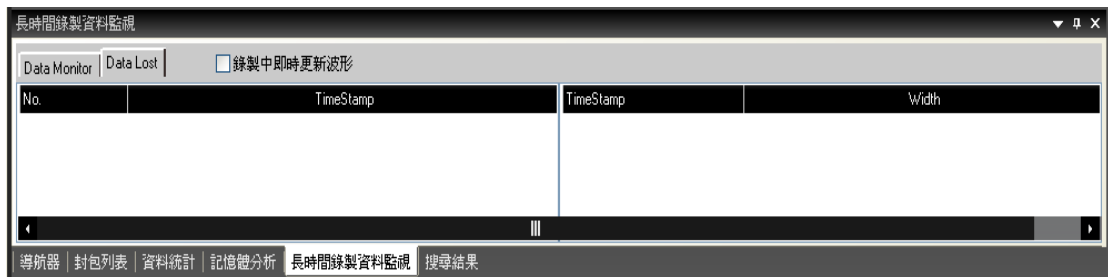 長時間錄製資料監視
Data Monitor Data Lost 錄製中即時更新波形
No. TimeStamp TimeStamp Width
導航器 封包列表 資料統計 記憶體分析 長時間錄製資料監視 搜尋結果